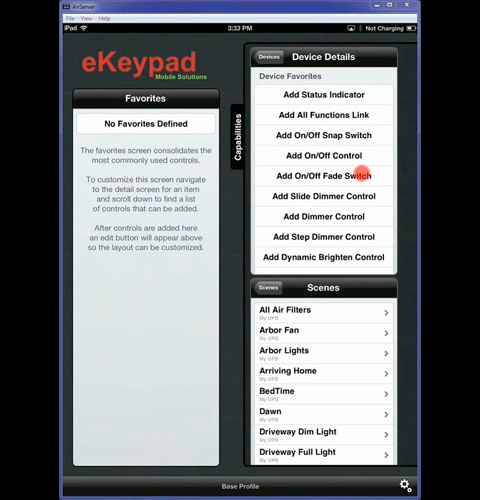 AirServer
File View Help
iPad 3:33 PM Not Charging
eKeypad
Mobile Solutions
Favorites
No Favorites Defined
The favorites screen consolidates the
most commonly used controls.
To customize this screen navigate
to the detail screen for an item
and scroll down to find a list
of controls that can be added.
After controls are added here
an edit button will appear above
so the layout can be customized.
Capabilities
Devices Device Details
Device Favorites
Add Status Indicator
Add All Functions Link
Add On/Off Snap Switch
Add On/Off Control
Add On/Off Fade Switch
Add Slide Dimmer Control
Add Dimmer Control
Add Step Dimmer Control
Add Dynamic Brighten Control
Scenes Scenes
All Air Filters
My UPB
Arbor Fan
My UPB
Arbor Lights
My UPB
Arriving Home
My UPB
BedTime
My UPB
Dawn
My UPB
Driveway Dim Light
My UPB
Driveway Full Light
My UPB
Base Profile